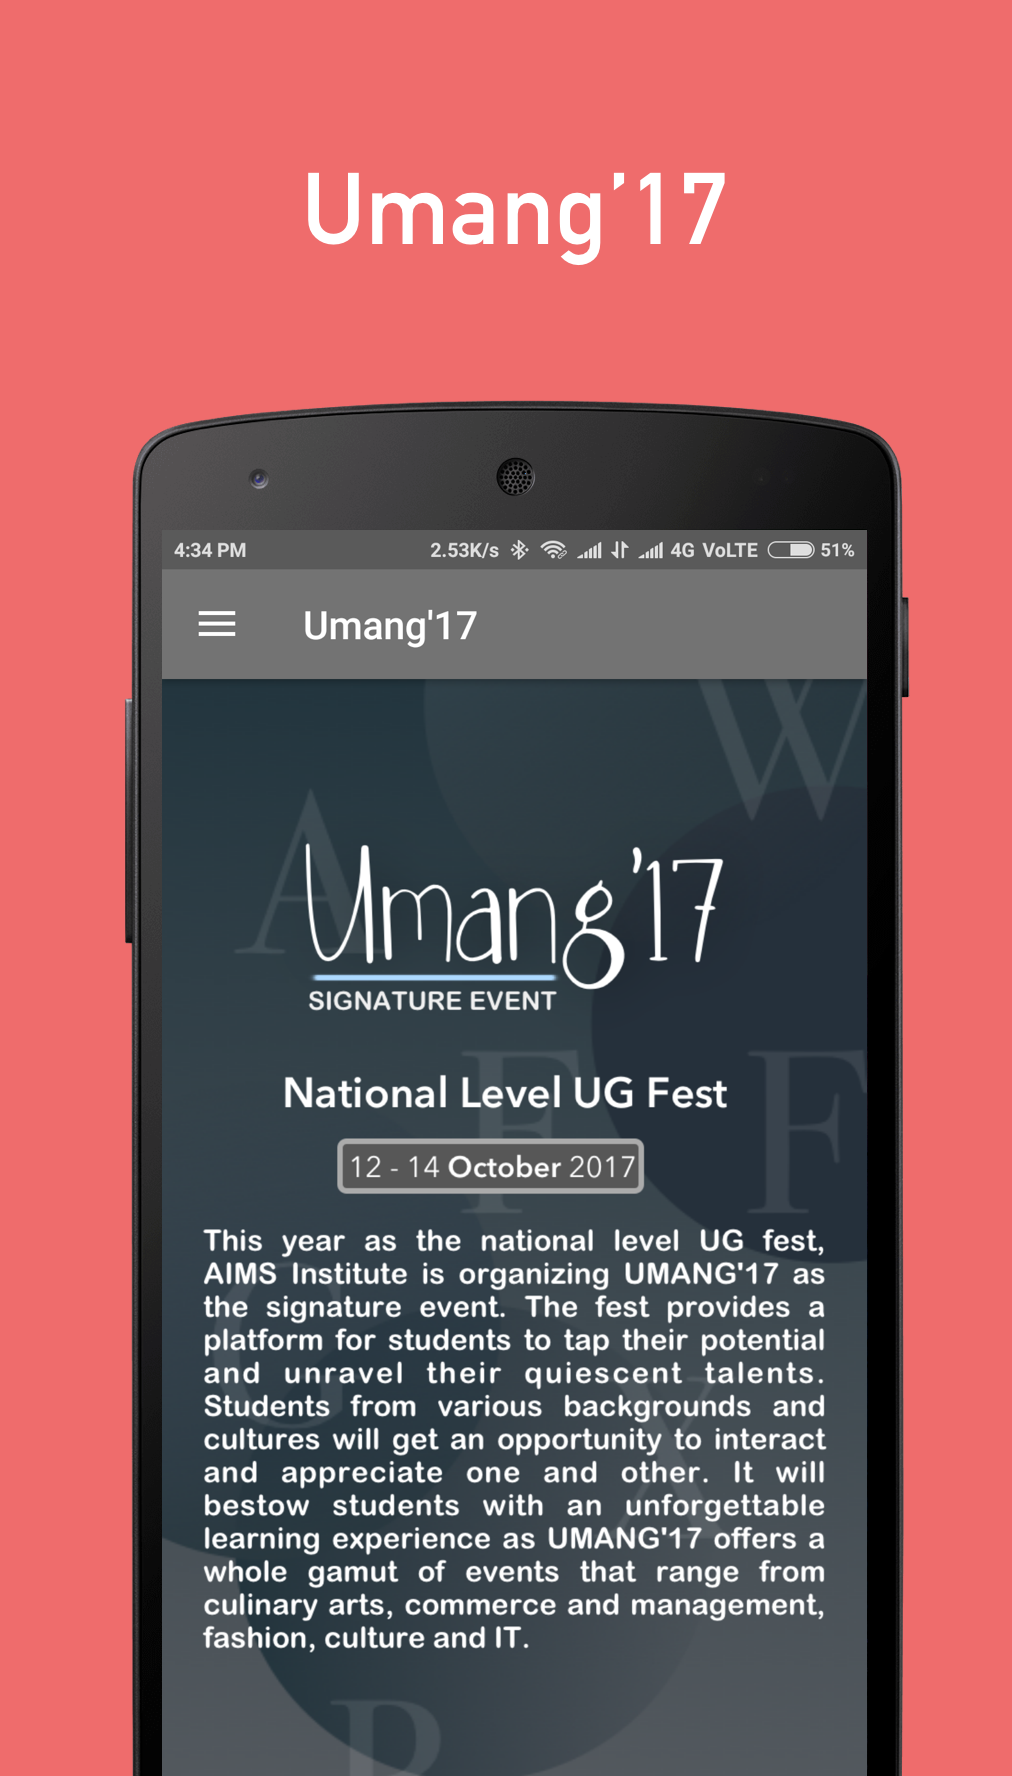 Umang'17
4:34 PM 2.53K/s 4G VoLTE 51%
Umang'17
W
A
Umang'17
SIGNATURE EVENT
F F
National Level UG Fest
12 - 14 October 2017
This year as the national level UG fest,
AIMS Institute is organizing UMANG'17 as
the signature event. The fest provides a
platform for students to tap their potential
and unravel their quiescent talents.
Students from various backgrounds and
cultures will get an opportunity to interact
and appreciate one and other. It will
bestow students with an unforgettable
learning experience as UMANG'17 offers a
whole gamut of events that range from
culinary arts, commerce and management,
fashion, culture and IT.
G
X